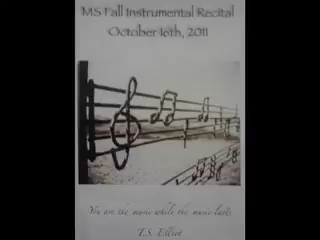 MS Fall Instrumental Recital
October 16th, 2011
You are the music while the music lasts
T.S. Elliot